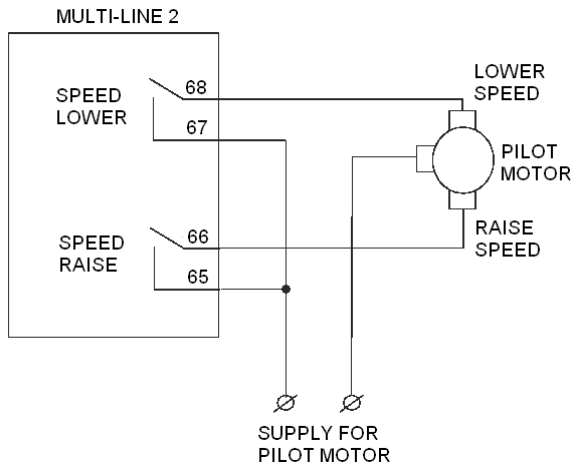 MULTI-LINE 2
SPEED
LOWER
68
67
LOWER
SPEED
PILOT
MOTOR
SPEED
RAISE
66
65
RAISE
SPEED
SUPPLY FOR
PILOT MOTOR